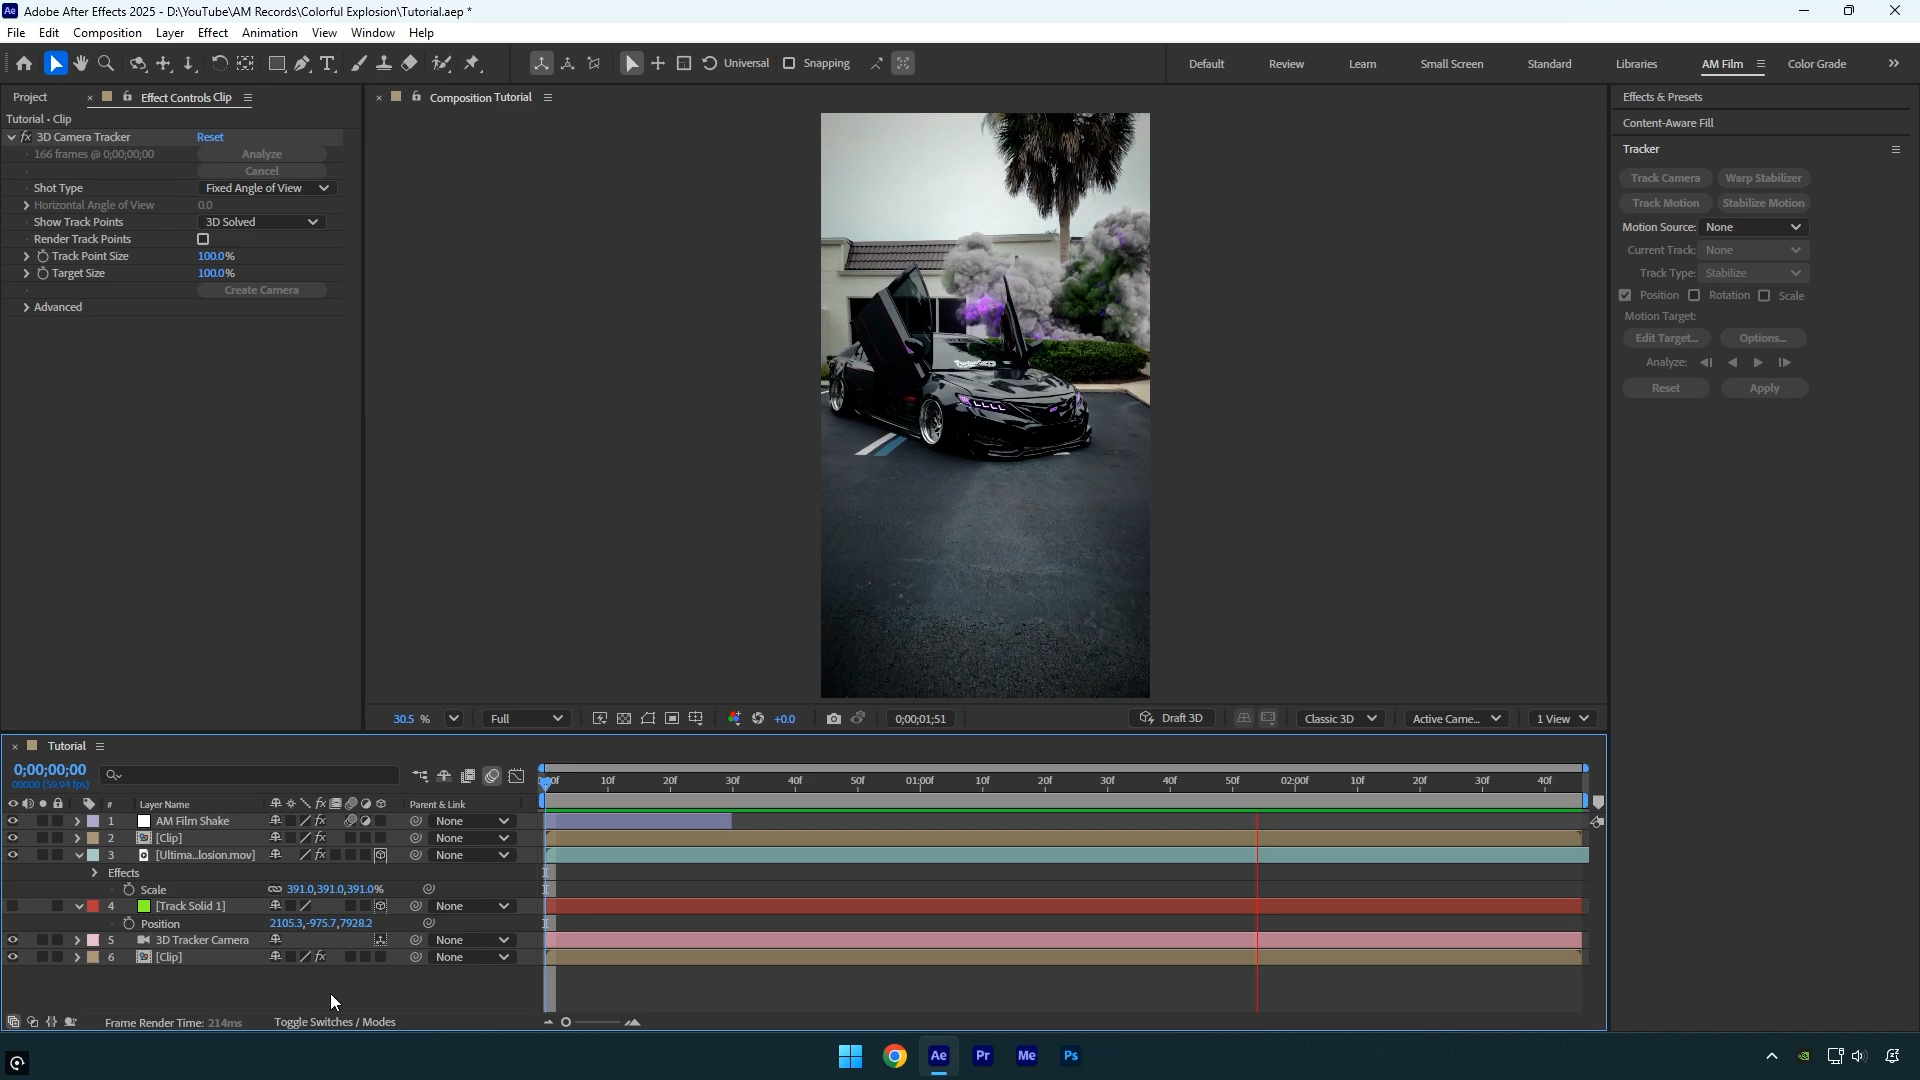 Adobe After Effects 2025 - D:\YouTube\AM Records\Colorful Explosion\Tutorial.aep *
File Edit Composition Layer Effect Animation View Window Help
Universal Snapping Default Review Learn Small Screen Standard Libraries AM Film Color Grade
Project Effect Controls Clip
Composition Tutorial
Effects & Presets
Tutorial • Clip
Content-Aware Fill
3D Camera Tracker Reset
Tracker
166 frames @ 0;00;00;00 Analyze
Cancel
Track Camera Warp Stabilizer
Shot Type Fixed Angle of View
Track Motion Stabilize Motion
Horizontal Angle of View 0.0
Show Track Points 3D Solved
Motion Source: None
Render Track Points
Current Track: None
Track Point Size 100.0%
Target Size 100.0%
Track Type: Stabilize
Create Camera
Position Rotation Scale
Advanced
Motion Target:
Edit Target... Options...
Analyze:
Reset Apply
30.5 % Full +0.0 0;00;01;51 Draft 3D Classic 3D Active Came... 1 View
Tutorial
0;00;00;00
00000 (59.94 fps)
00f 10f 20f 30f 40f 50f 01:00f 10f 20f 30f 40f 50f 02:00f 10f 20f 30f 40f
# Layer Name Parent & Link
1 AM Film Shake None
2 [Clip] None
3 [Ultima...losion.mov] None
Effects
Scale 391.0,391.0,391.0%
4 [Track Solid 1] None
Position 2105.3,-975.7,7928.2
5 3D Tracker Camera None
6 [Clip] None
Frame Render Time: 214ms Toggle Switches / Modes
Ae Pr Me Ps